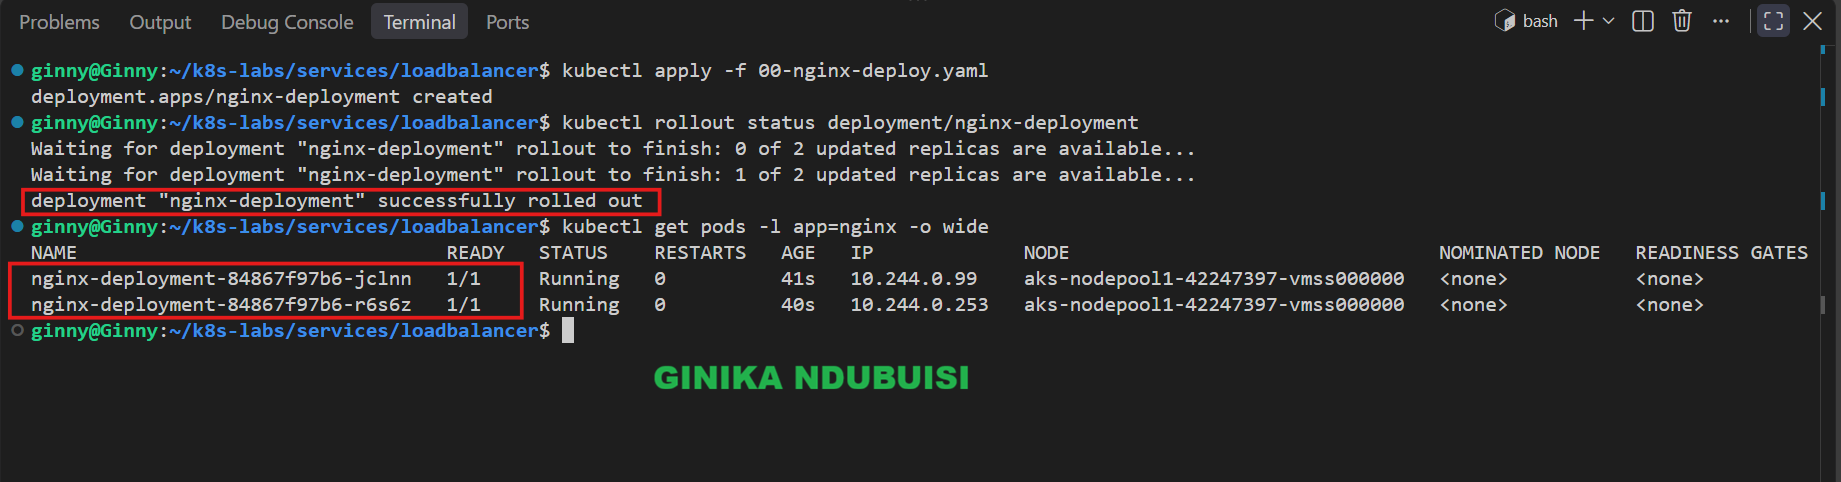 Problems Output Debug Console Terminal Ports bash
ginny@Ginny:~/k8s-labs/services/loadbalancer$ kubectl apply -f 00-nginx-deploy.yaml
deployment.apps/nginx-deployment created
ginny@Ginny:~/k8s-labs/services/loadbalancer$ kubectl rollout status deployment/nginx-deployment
Waiting for deployment "nginx-deployment" rollout to finish: 0 of 2 updated replicas are available...
Waiting for deployment "nginx-deployment" rollout to finish: 1 of 2 updated replicas are available...
deployment "nginx-deployment" successfully rolled out
ginny@Ginny:~/k8s-labs/services/loadbalancer$ kubectl get pods -l app=nginx -o wide
NAME READY STATUS RESTARTS AGE IP NODE NOMINATED NODE READINESS GATES
nginx-deployment-84867f97b6-jclnn 1/1 Running 0 41s 10.244.0.99 aks-nodepool1-42247397-vmss000000 <none> <none>
nginx-deployment-84867f97b6-r6s6z 1/1 Running 0 40s 10.244.0.253 aks-nodepool1-42247397-vmss000000 <none> <none>
ginny@Ginny:~/k8s-labs/services/loadbalancer$
GINIKA NDUBUISI